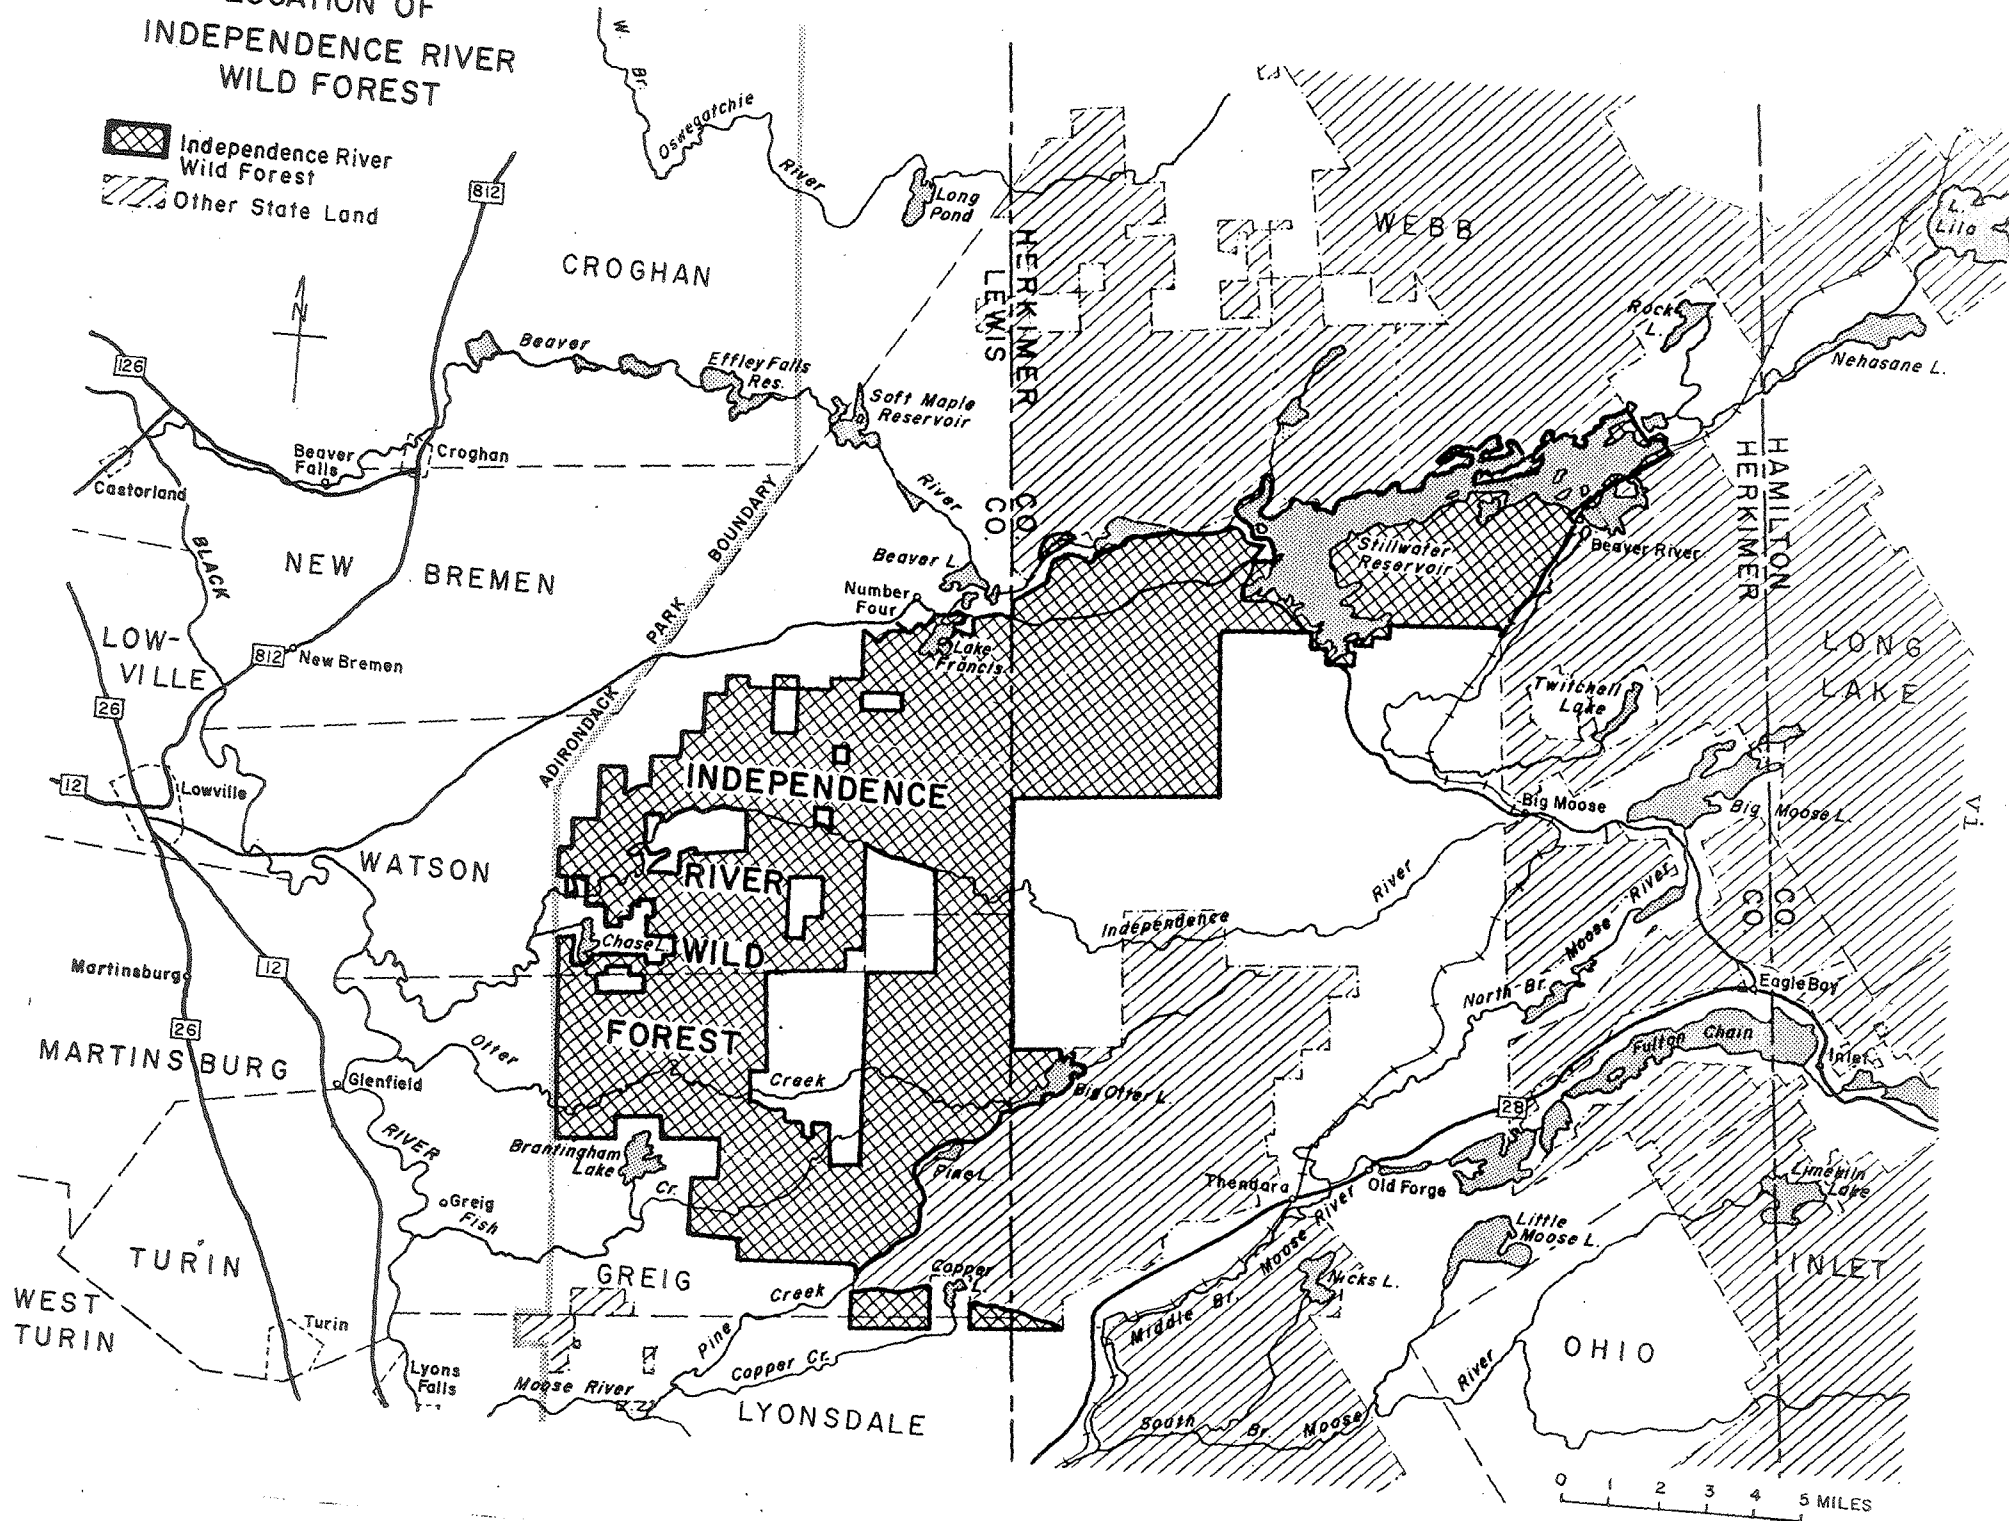 LOCATION OF
INDEPENDENCE RIVER
WILD FOREST
Independence River
Wild Forest
Other State Land
N
W. Br.
Oswegatchie
River
Long
Pond
812
CROGHAN
HERKIMER
LEWIS
CO.
CO.
WEBB
L.
Lila
Rock
L.
Nehasane L.
126
Beaver
Effley Falls
Res.
Soft Maple
Reservoir
River
Beaver
Falls
Croghan
Castorland
BLACK
NEW BREMEN
ADIRONDACK PARK BOUNDARY
Beaver L.
Number
Four
Lake
Francis
Stillwater
Reservoir
Beaver River
HAMILTON
HERKIMER
LOW-
VILLE
812
New Bremen
26
12
Lowville
LONG
LAKE
Twitchell
Lake
Big Moose
Big Moose L.
vi
INDEPENDENCE
RIVER
WILD
FOREST
WATSON
Chase L.
Independence
River
North Br. Moose River
CO.
CO.
Eagle Bay
Martinsburg
12
26
MARTINSBURG
Otter
Creek
Glenfield
Big Otter L.
Fulton Chain
Inlet
28
RIVER
Brantingham
Lake
Pine L.
Thendara
Old Forge
Limekiln
Lake
Greig
Fish
Cr.
Moose River
Little
Moose L.
TURIN
GREIG
Copper
L.
Nicks L.
INLET
WEST
TURIN
Turin
Pine
Creek
Middle Br.
OHIO
Lyons
Falls
Copper Cr.
Moose River
LYONSDALE
South Br. Moose
River
0 1 2 3 4 5 MILES